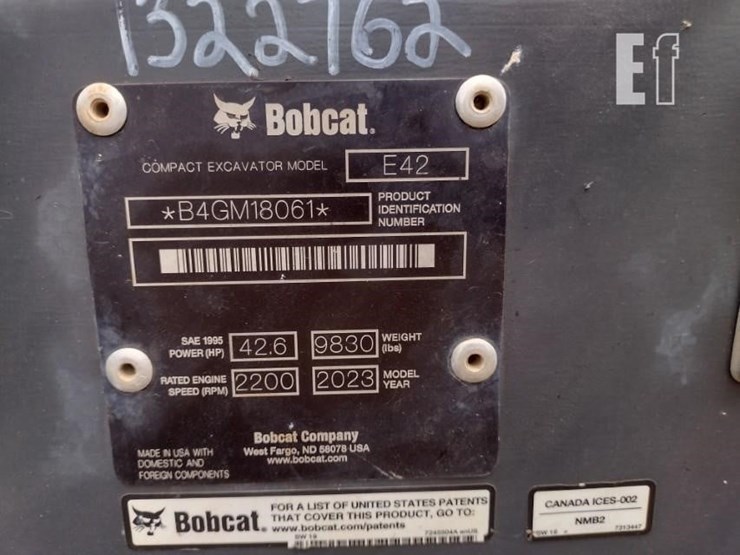 1322762
Ef
Bobcat.
COMPACT EXCAVATOR MODEL E42
*B4GM18061* PRODUCT IDENTIFICATION NUMBER
SAE 1995 POWER (HP) 42.6 9830 WEIGHT (lbs)
RATED ENGINE SPEED (RPM) 2200 2023 MODEL YEAR
Bobcat Company
West Fargo, ND 58078 USA
www.bobcat.com
MADE IN USA WITH
DOMESTIC AND
FOREIGN COMPONENTS
Bobcat.
FOR A LIST OF UNITED STATES PATENTS
THAT COVER THIS PRODUCT, GO TO:
www.bobcat.com/patents
SW 19
CANADA ICES-002
NMB2
7313447